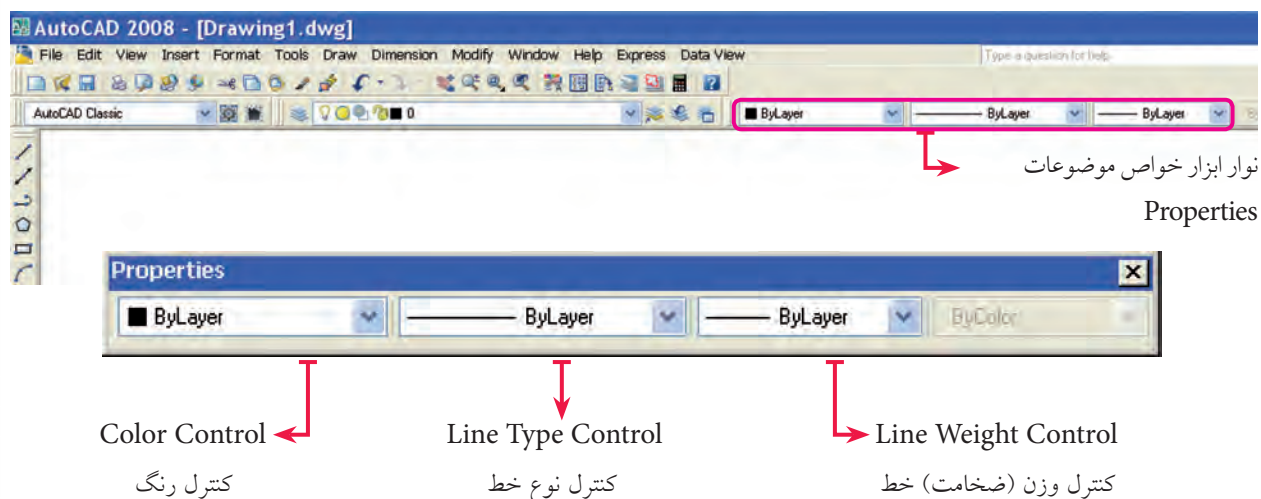 AutoCAD 2008 - [Drawing1.dwg]
File Edit View Insert Format Tools Draw Dimension Modify Window Help Express Data View
Type a question for help
AutoCAD Classic 0 ByLayer ByLayer ByLayer
نوار ابزار خواص موضوعات
Properties
Properties
ByLayer ByLayer ByLayer ByColor
Color Control Line Type Control Line Weight Control
کنترل رنگ کنترل نوع خط کنترل وزن (ضخامت) خط